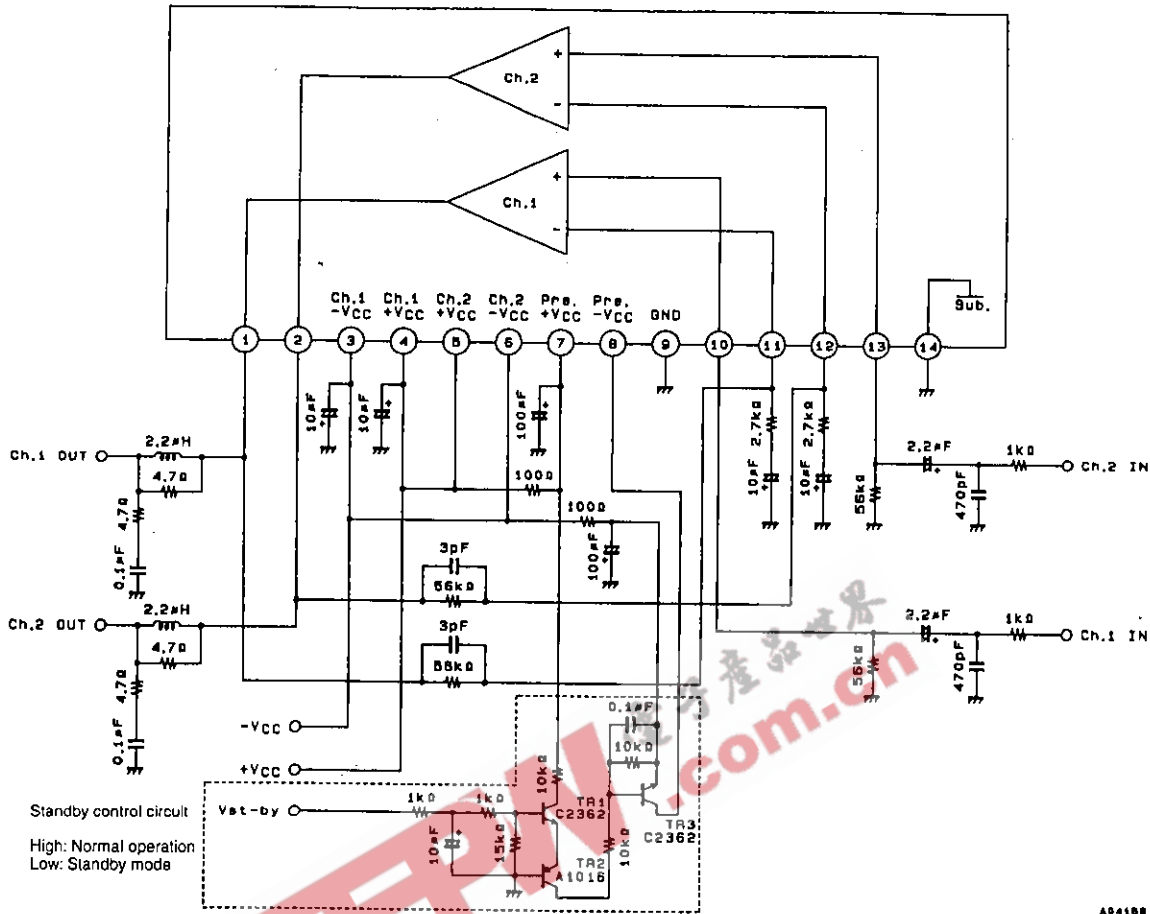 Ch.2
+
-
Ch.1
+
-
Sub.
Ch.1 -VCC
Ch.1 +VCC
Ch.2 +VCC
Ch.2 -VCC
Pre. +VCC
Pre. -VCC
GND
1 2 3 4 5 6 7 8 9 10 11 12 13 14
10µF
10µF
100µF
2.7kΩ
2.7kΩ
10µF
10µF
Ch.1 OUT
2.2µH
4.7Ω
4.7Ω
0.1µF
100Ω
100Ω
100µF
56kΩ
2.2µF
1kΩ
Ch.2 IN
470pF
3pF
56kΩ
Ch.2 OUT
2.2µH
4.7Ω
4.7Ω
0.1µF
3pF
56kΩ
2.2µF
1kΩ
Ch.1 IN
56kΩ
470pF
-VCC
+VCC
0.1µF
10kΩ
10kΩ
Standby control circuit
Vst-by
1kΩ
1kΩ
TR1
C2362
TR3
C2362
High: Normal operation
Low: Standby mode
10µF
15kΩ
10kΩ
TR2
A1016
產品世界
.com.cn